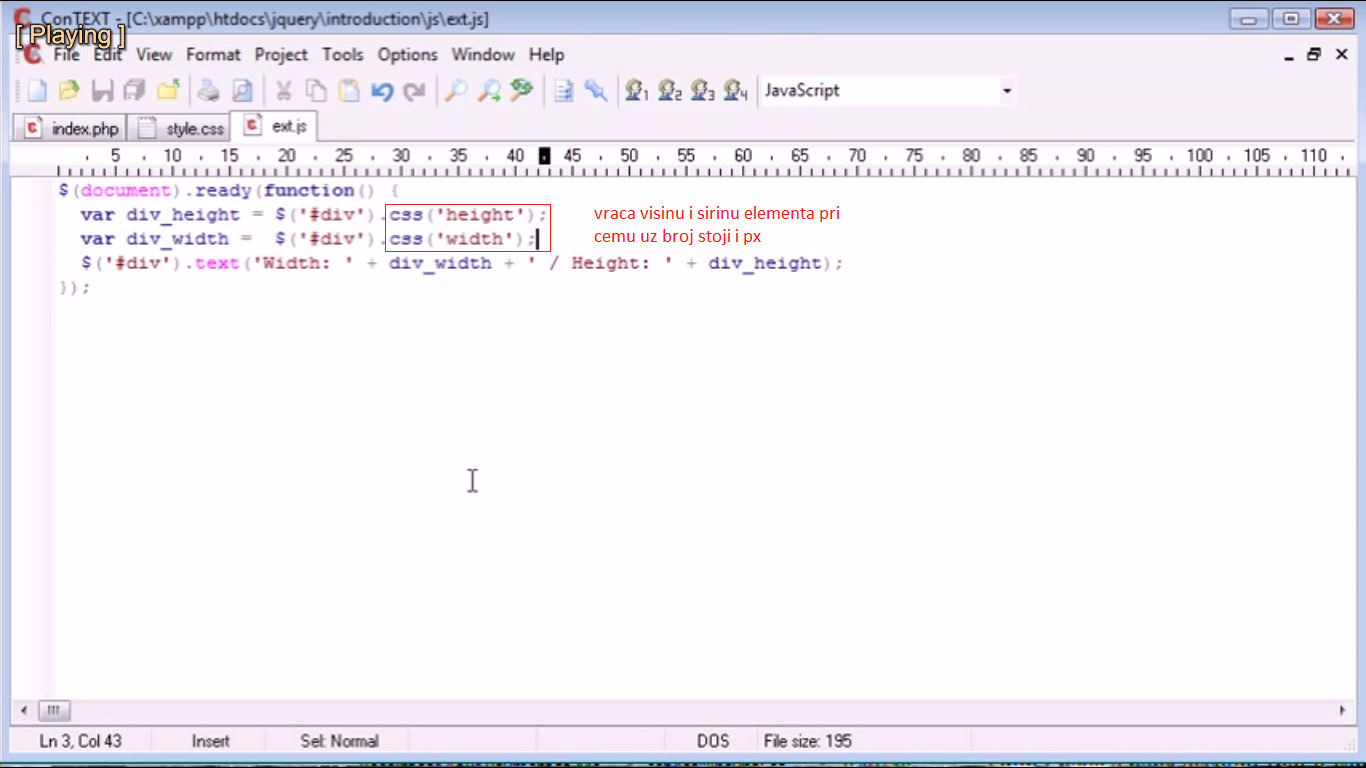 ConTEXT - [C:\xampp\htdocs\jquery\introduction\js\ext.js]
[ Playing ]
File Edit View Format Project Tools Options Window Help
1 2 3 4 JavaScript
index.php style.css ext.js
5 10 15 20 25 30 35 40 45 50 55 60 65 70 75 80 85 90 95 100 105 110
$(document).ready(function() {
var div_height = $('#div').css('height');
var div_width =  $('#div').css('width');
vraca visinu i sirinu elementa pri
cemu uz broj stoji i px
$('#div').text('Width: ' + div_width + ' / Height: ' + div_height);
});
Ln 3, Col 43 Insert Sel: Normal DOS File size: 195